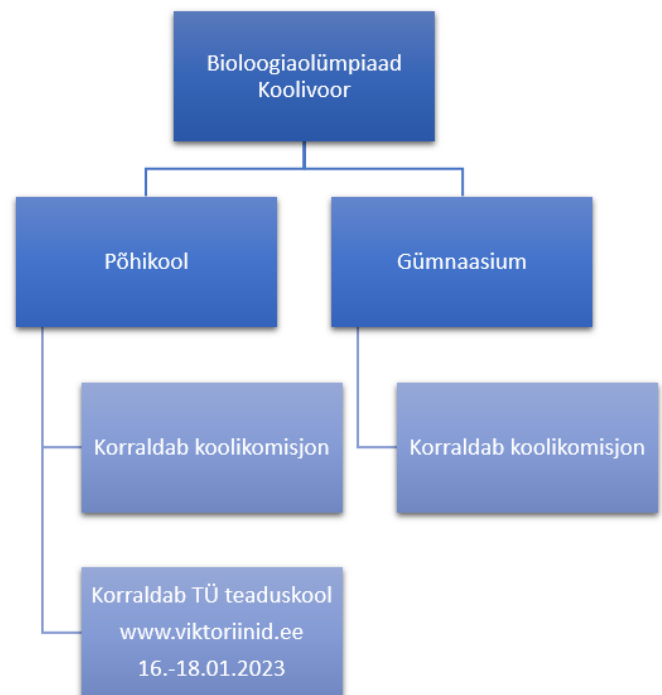 Bioloogiaolümpiaad
Koolivoor
Põhikool
Gümnaasium
Korraldab koolikomisjon
Korraldab koolikomisjon
Korraldab TÜ teaduskool
www.viktoriinid.ee
16.-18.01.2023